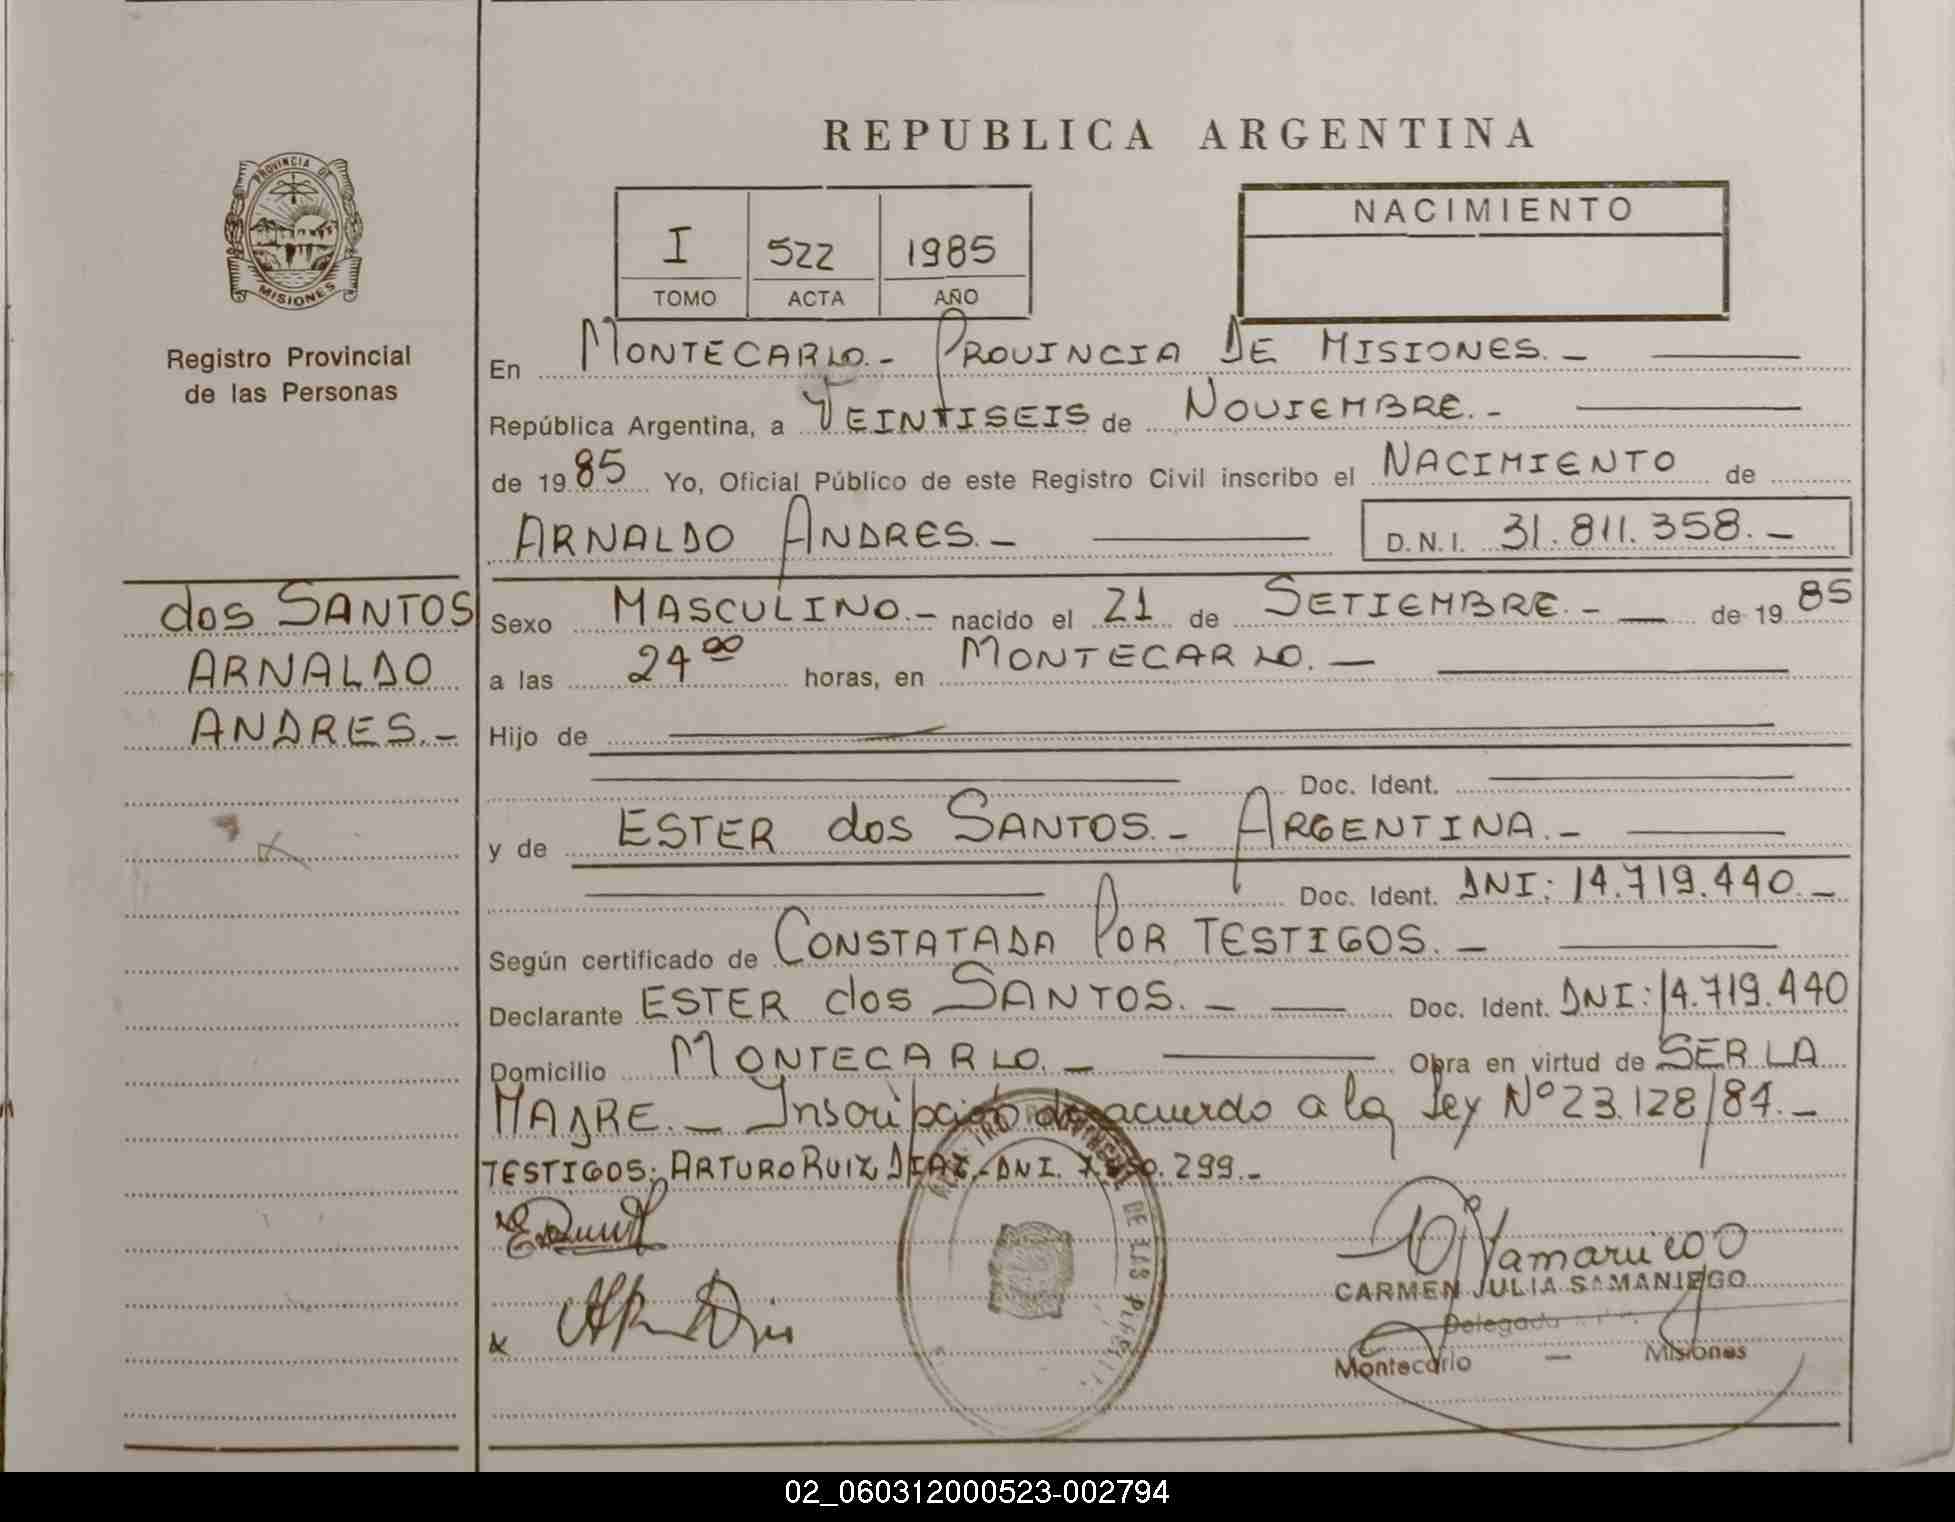 REPUBLICA ARGENTINA
PROVINCIA DE
MISIONES
Registro Provincial
de las Personas
I 522 1985
TOMO ACTA AÑO
NACIMIENTO
En MONTECARLO.- PROVINCIA DE MISIONES.-
República Argentina, a VEINTISEIS de NOVIEMBRE.-
de 1985 Yo, Oficial Público de este Registro Civil inscribo el NACIMIENTO de
ARNALDO ANDRES.- D.N.I. 31.811.358.-
dos SANTOS
ARNALDO
ANDRES.-
Sexo MASCULINO.- nacido el 21 de SETIEMBRE.- de 1985
a las 24 00 horas, en MONTECARLO.-
Hijo de
Doc. Ident.
y de ESTER dos SANTOS.- ARGENTINA.-
Doc. Ident. DNI: 14.719.440.-
Según certificado de CONSTATADA POR TESTIGOS.-
Declarante ESTER dos SANTOS.- Doc. Ident. DNI: 14.719.440
Domicilio MONTECARLO.- Obra en virtud de SER LA
MADRE.- Inscripción de acuerdo a la Ley Nº 23.128/84.-
TESTIGOS: ARTURO RUIZ DIAZ - DNI. 299.-
DE LAS
CARMEN JULIA SAMANIEGO
Delegada
Montecarlo — Misiones
02_060312000523-002794